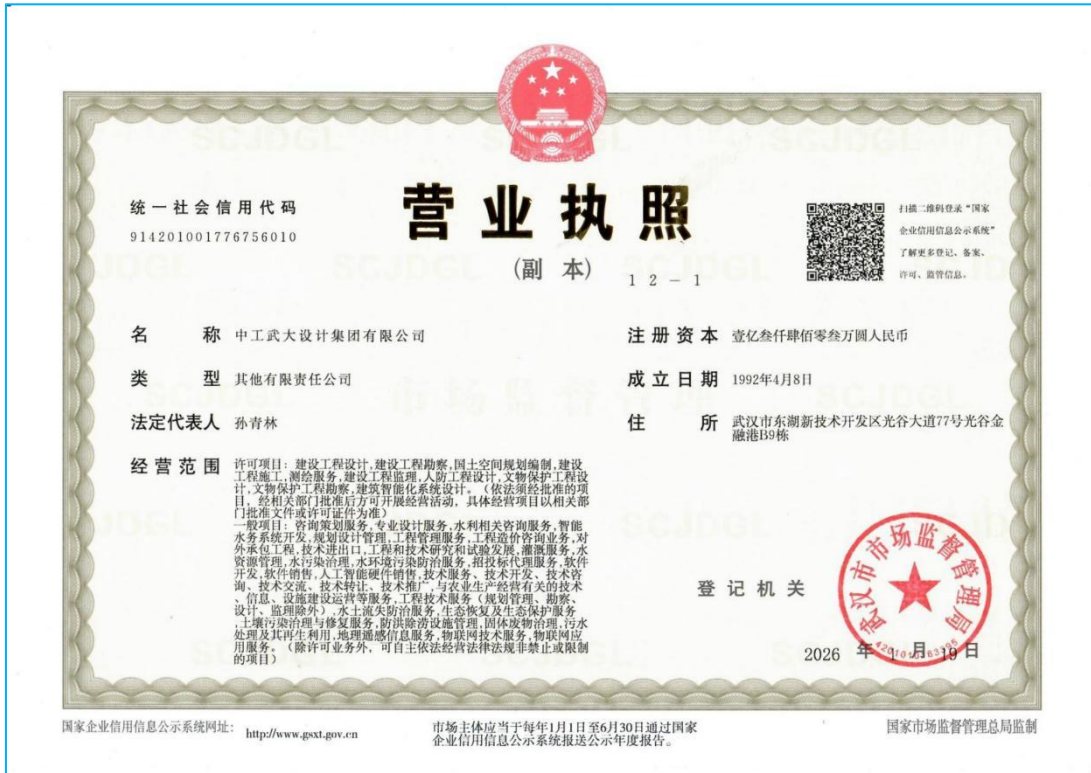 营业执照
(副 本)
12-1
统一社会信用代码
914201001776756010
扫描二维码登录“国家
企业信用信息公示系统”
了解更多登记、备案、
许可、监管信息。
名 称 中工武大设计集团有限公司
类 型 其他有限责任公司
法定代表人 孙青林
经营范围 许可项目：建设工程设计,建设工程勘察,国土空间规划编制,建设
工程施工,测绘服务,建设工程监理,人防工程设计,文物保护工程设
计,文物保护工程勘察,建筑智能化系统设计。（依法须经批准的项
目，经相关部门批准后方可开展经营活动，具体经营项目以相关部
门批准文件或许可证件为准）
一般项目：咨询策划服务,专业设计服务,水利相关咨询服务,智能
水务系统开发,规划设计管理,工程管理服务,工程造价咨询业务,对
外承包工程,技术进出口,工程和技术研究和试验发展,灌溉服务,水
资源管理,水污染治理,水环境污染防治服务,招投标代理服务,软件
开发,软件销售,人工智能硬件销售,技术服务、技术开发、技术咨
询、技术交流、技术转让、技术推广,与农业生产经营有关的技术
、信息、设施建设运营等服务,工程技术服务（规划管理、勘察、
设计、监理除外）,水土流失防治服务,生态恢复及生态保护服务
,土壤污染治理与修复服务,防洪除涝设施管理,固体废物治理,污水
处理及其再生利用,地理遥感信息服务,物联网技术服务,物联网应
用服务。（除许可业务外，可自主依法经营法律法规非禁止或限制
的项目）
注册资本 壹亿叁仟肆佰零叁万圆人民币
成立日期 1992年4月8日
住 所 武汉市东湖新技术开发区光谷大道77号光谷金
融港B9栋
登记机关
武汉市市场监督管理局
2026 年 1 月 19 日
国家企业信用信息公示系统网址：http://www.gsxt.gov.cn
市场主体应当于每年1月1日至6月30日通过国家
企业信用信息公示系统报送公示年度报告。
国家市场监督管理总局监制
SCJDGL
市场监督管理